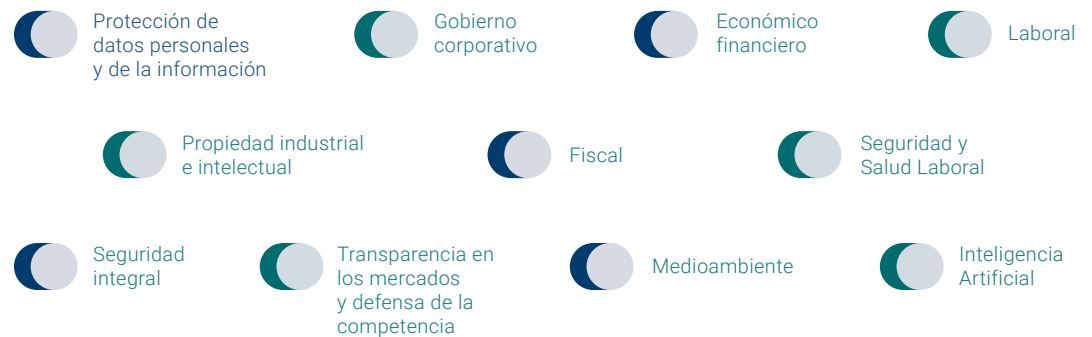 Protección de
datos personales
y de la información
Gobierno
corporativo
Económico
financiero
Laboral
Propiedad industrial
e intelectual
Fiscal
Seguridad y
Salud Laboral
Seguridad
integral
Transparencia en
los mercados
y defensa de la
competencia
Medioambiente
Inteligencia
Artificial